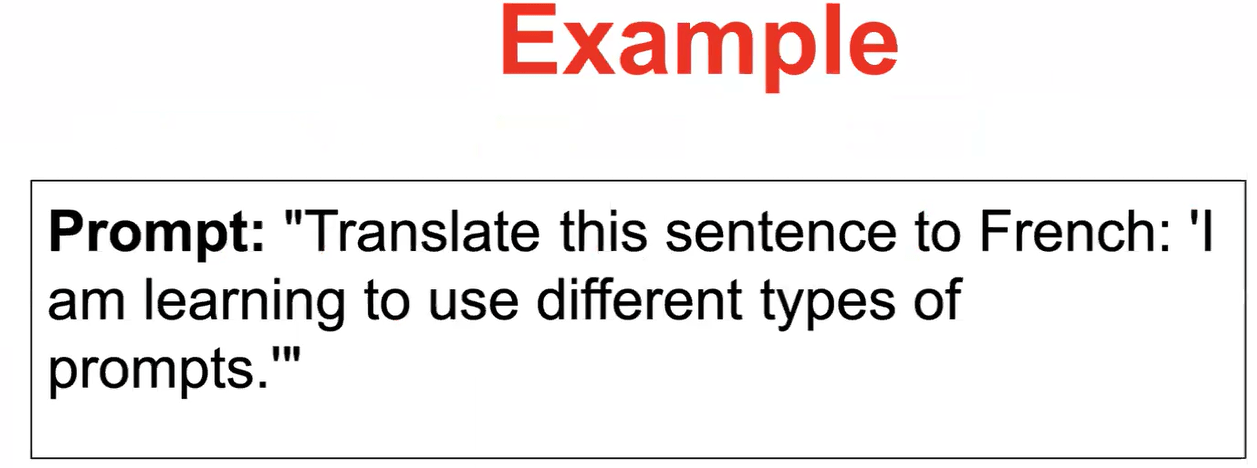 Example
Prompt: "Translate this sentence to French: 'I
am learning to use different types of
prompts.'"